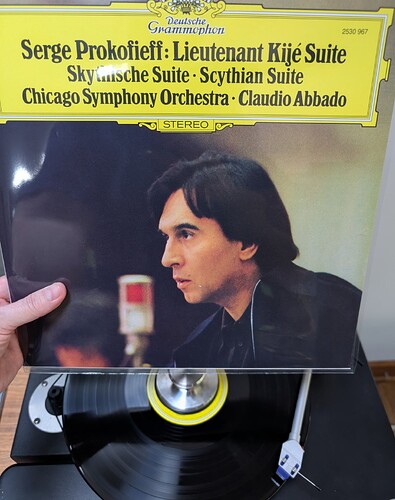 Deutsche
Grammophon
2530 967
Serge Prokofieff: Lieutenant Kijé Suite
Skythische Suite · Scythian Suite
Chicago Symphony Orchestra · Claudio Abbado
STEREO